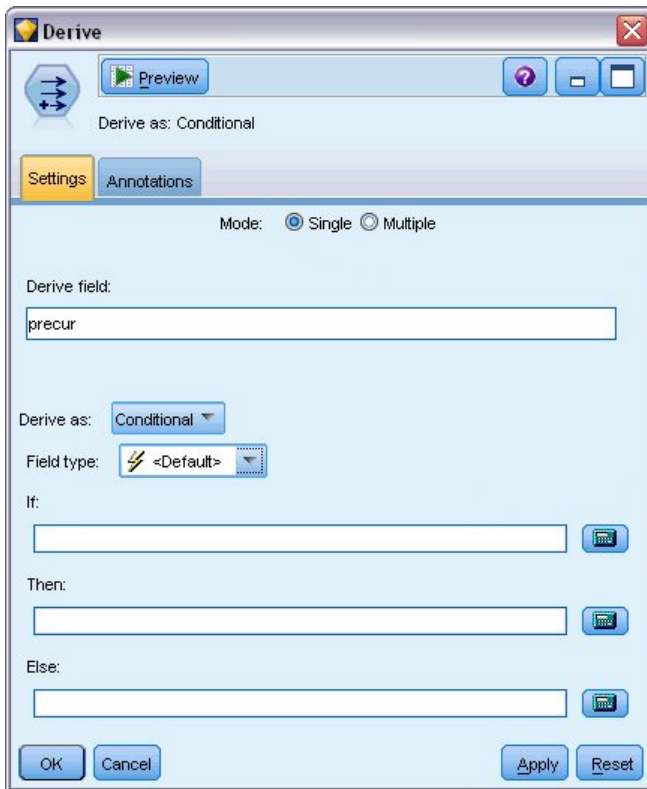 Derive
Preview
Derive as: Conditional
Settings Annotations
Mode: Single Multiple
Derive field:
precur
Derive as: Conditional
Field type: <Default>
If:
Then:
Else:
OK Cancel Apply Reset